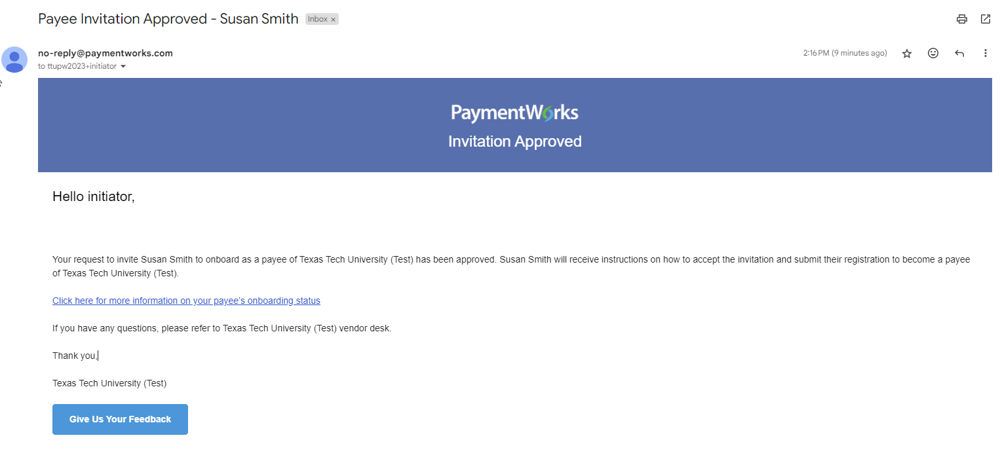 Payee Invitation Approved - Susan Smith Inbox ×
no-reply@paymentworks.com 2:16 PM (9 minutes ago)
to ttupw2023+initiator
PaymentWorks
Invitation Approved
Hello initiator,
Your request to invite Susan Smith to onboard as a payee of Texas Tech University (Test) has been approved. Susan Smith will receive instructions on how to accept the invitation and submit their registration to become a payee
of Texas Tech University (Test).
Click here for more information on your payee's onboarding status
If you have any questions, please refer to Texas Tech University (Test) vendor desk.
Thank you,
Texas Tech University (Test)
Give Us Your Feedback